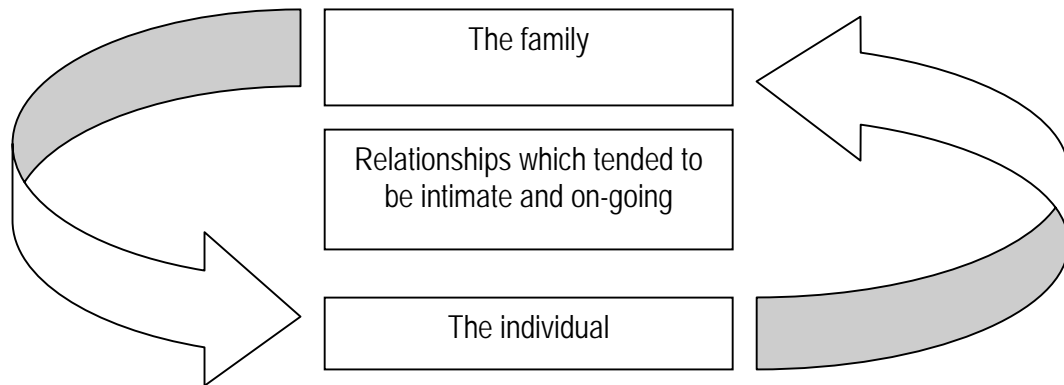 The family
Relationships which tended to
be intimate and on-going
The individual